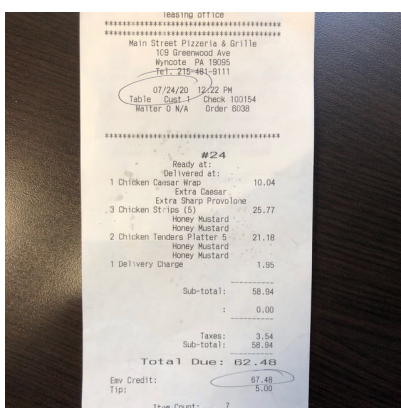 leasing office
****************************************
****************************************
Main Street Pizzeria & Grille
109 Greenwood Ave
Wyncote PA 19095
Tel. 215-481-9111
07/24/20 12:22 PM
Table Cust 1 Check 100154
Waiter O N/A Order 6038
****************************************
#24
Ready at:
Delivered at:
1 Chicken Caesar Wrap 10.04
Extra Caesar
Extra Sharp Provolone
3 Chicken Strips (5) 25.77
Honey Mustard
Honey Mustard
2 Chicken Tenders Platter 5 21.18
Honey Mustard
Honey Mustard
1 Delivery Charge 1.95
----------
Sub-total: 58.94
: 0.00
----------
Taxes: 3.54
Sub-total: 58.94
----------
Total Due: 62.48
Emv Credit: 67.48
Tip: 5.00
Item Count: 7